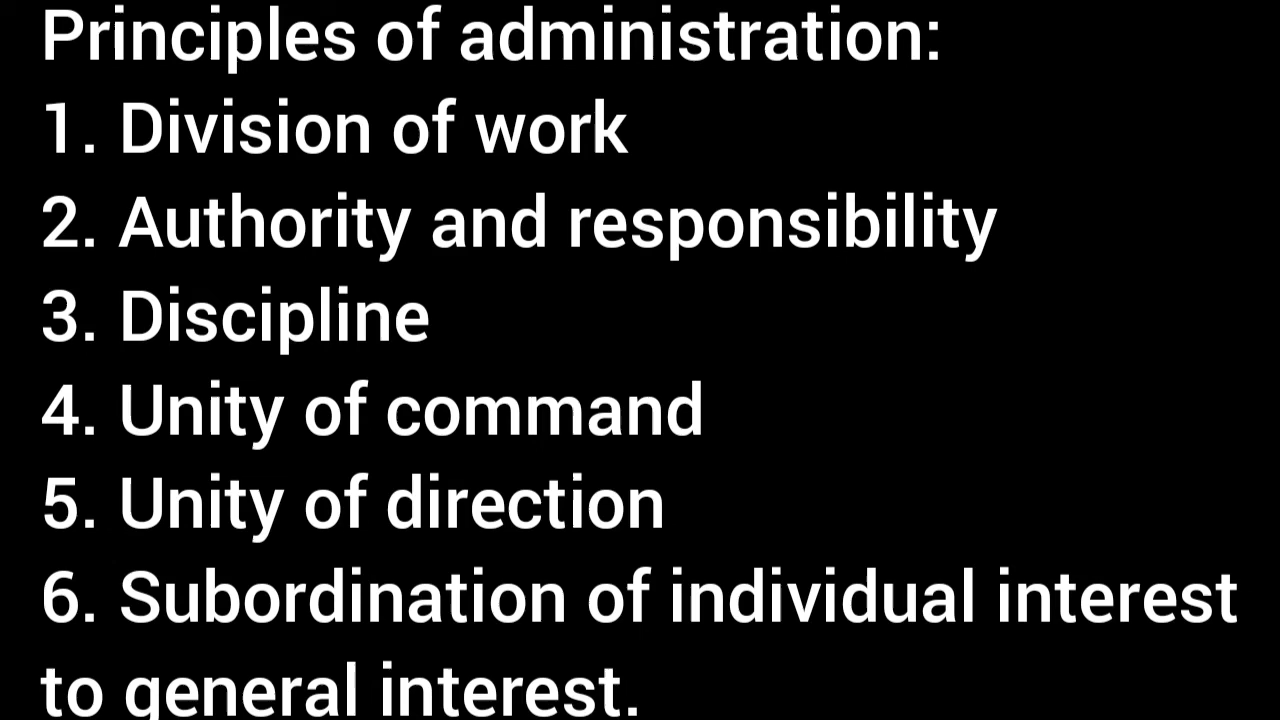 Principles of administration:
1. Division of work
2. Authority and responsibility
3. Discipline
4. Unity of command
5. Unity of direction
6. Subordination of individual interest
to general interest.